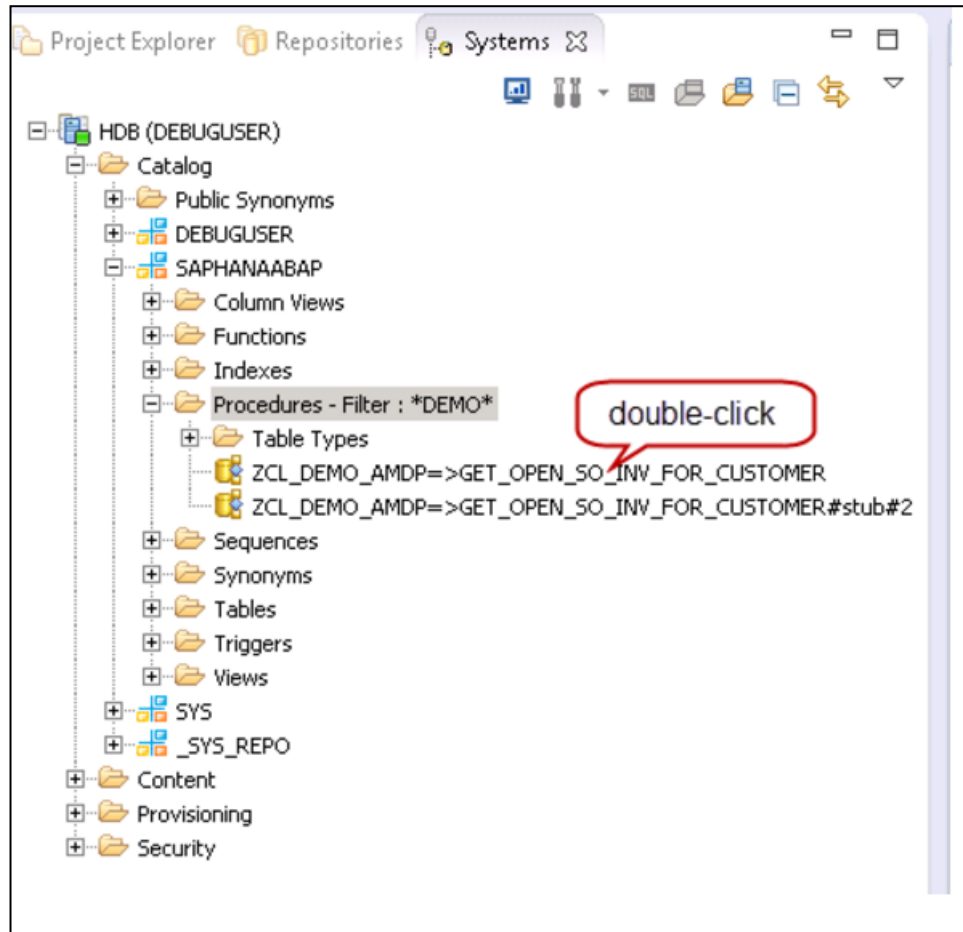 Project Explorer Repositories Systems
SQL
HDB (DEBUGUSER)
Catalog
Public Synonyms
DEBUGUSER
SAPHANAABAP
Column Views
Functions
Indexes
Procedures - Filter : *DEMO*
double-click
Table Types
ZCL_DEMO_AMDP=>GET_OPEN_SO_INV_FOR_CUSTOMER
ZCL_DEMO_AMDP=>GET_OPEN_SO_INV_FOR_CUSTOMER#stub#2
Sequences
Synonyms
Tables
Triggers
Views
SYS
_SYS_REPO
Content
Provisioning
Security